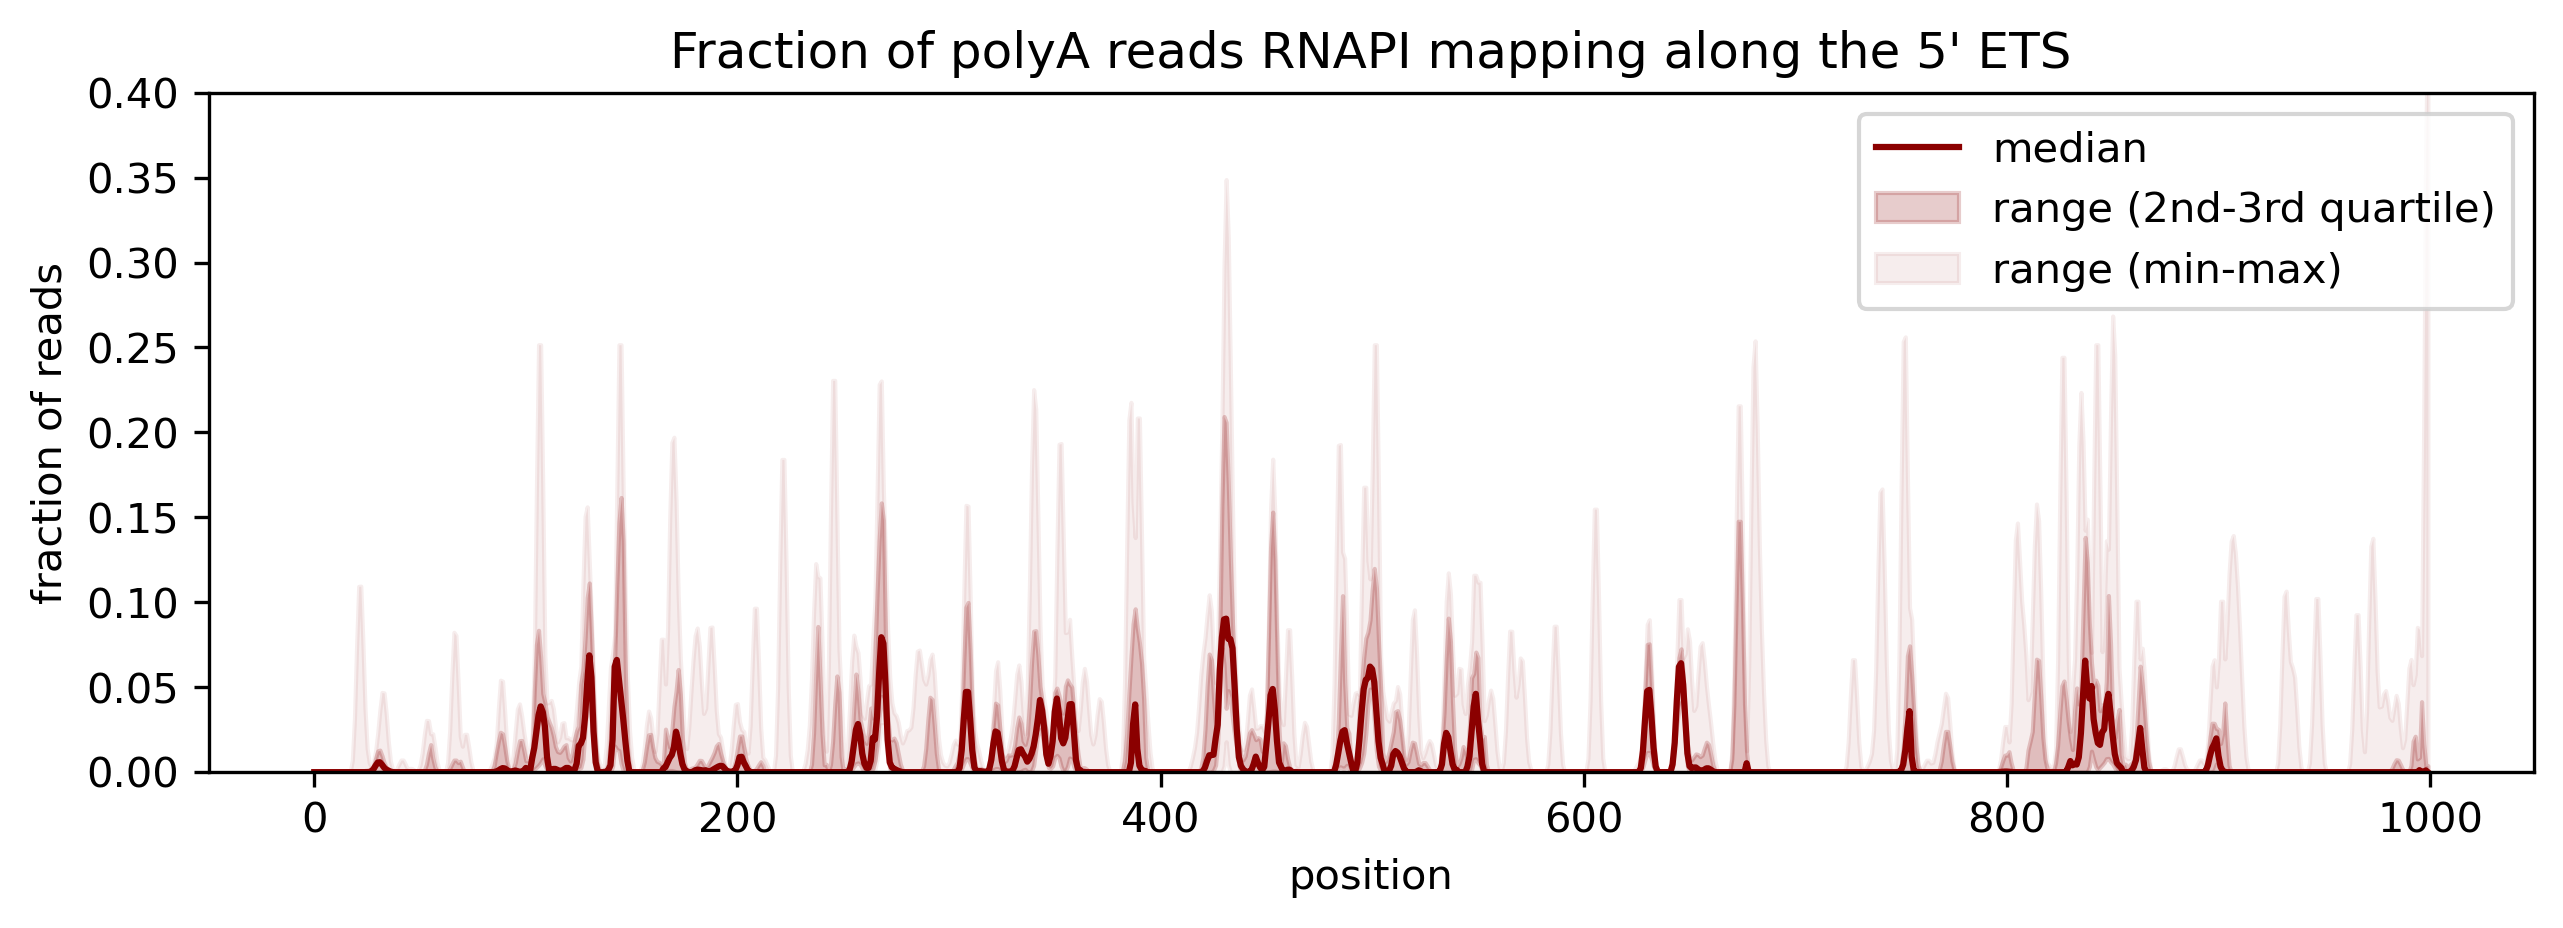 Fraction of polyA reads RNAPI mapping along the 5' ETS
0.40
0.35
0.30
0.25
0.20
0.15
0.10
0.05
0.00
fraction of reads
median
range (2nd-3rd quartile)
range (min-max)
0 200 400 600 800 1000
position